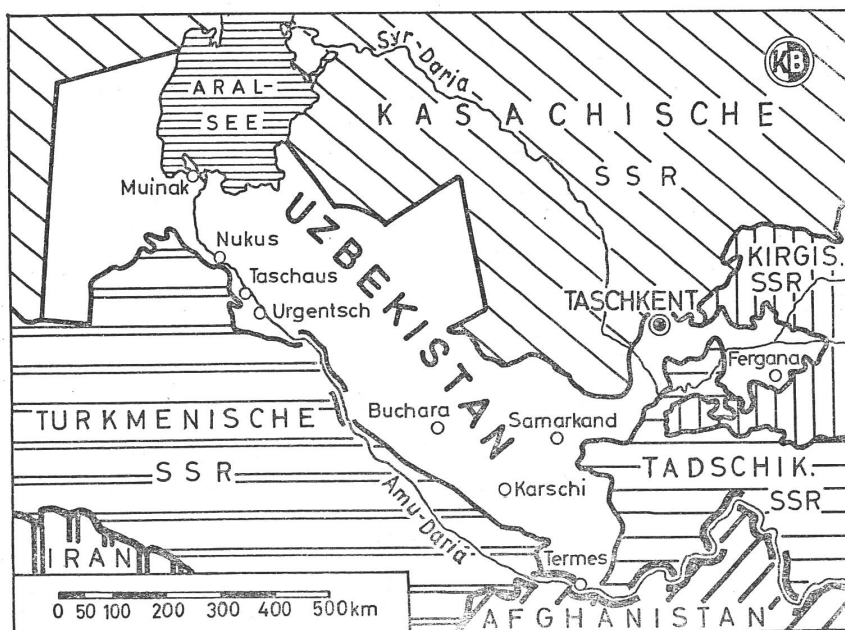 Syr-Daria
KB
ARAL-
SEE
KASACHISCHE
SSR
Muinak
UZBEKISTAN
Nukus
KIRGIS.
SSR
Taschaus
TASCHKENT
Urgentsch
Fergana
TURKMENISCHE
SSR
Buchara
Samarkand
TADSCHIK.
SSR
Karschi
Amu-Daria
IRAN
Termes
AFGHANISTAN
0 50 100 200 300 400 500km